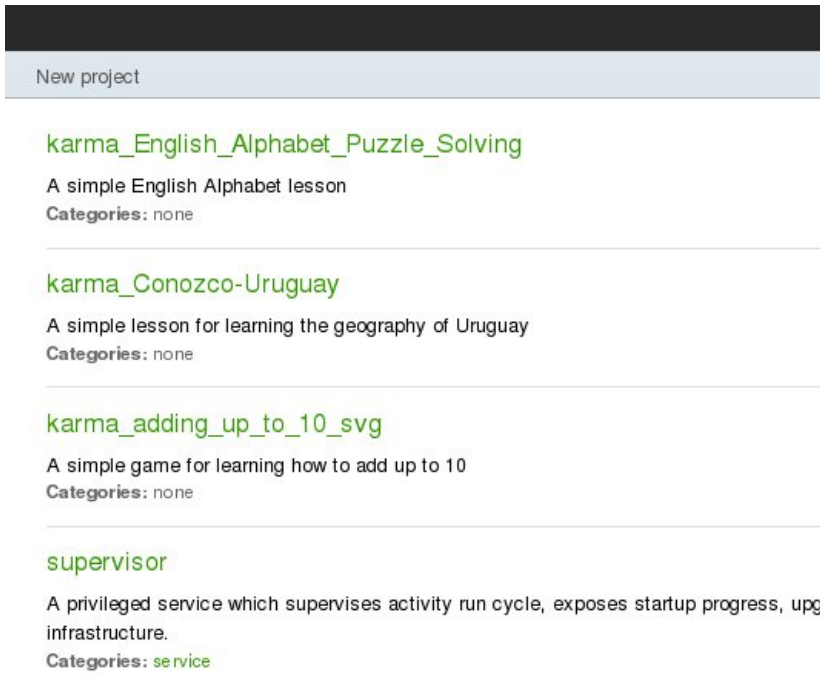 New project
karma_English_Alphabet_Puzzle_Solving
A simple English Alphabet lesson
Categories: none
karma_Conozco-Uruguay
A simple lesson for learning the geography of Uruguay
Categories: none
karma_adding_up_to_10_svg
A simple game for learning how to add up to 10
Categories: none
supervisor
A privileged service which supervises activity run cycle, exposes startup progress, upg
infrastructure.
Categories: service